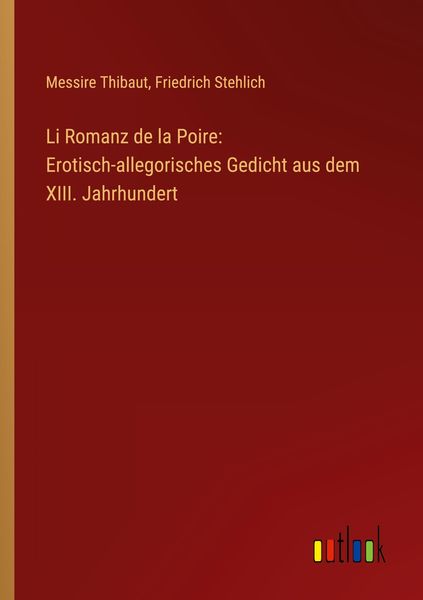 Messire Thibaut, Friedrich Stehlich
Li Romanz de la Poire:
Erotisch-allegorisches Gedicht aus dem
XIII. Jahrhundert
outlook